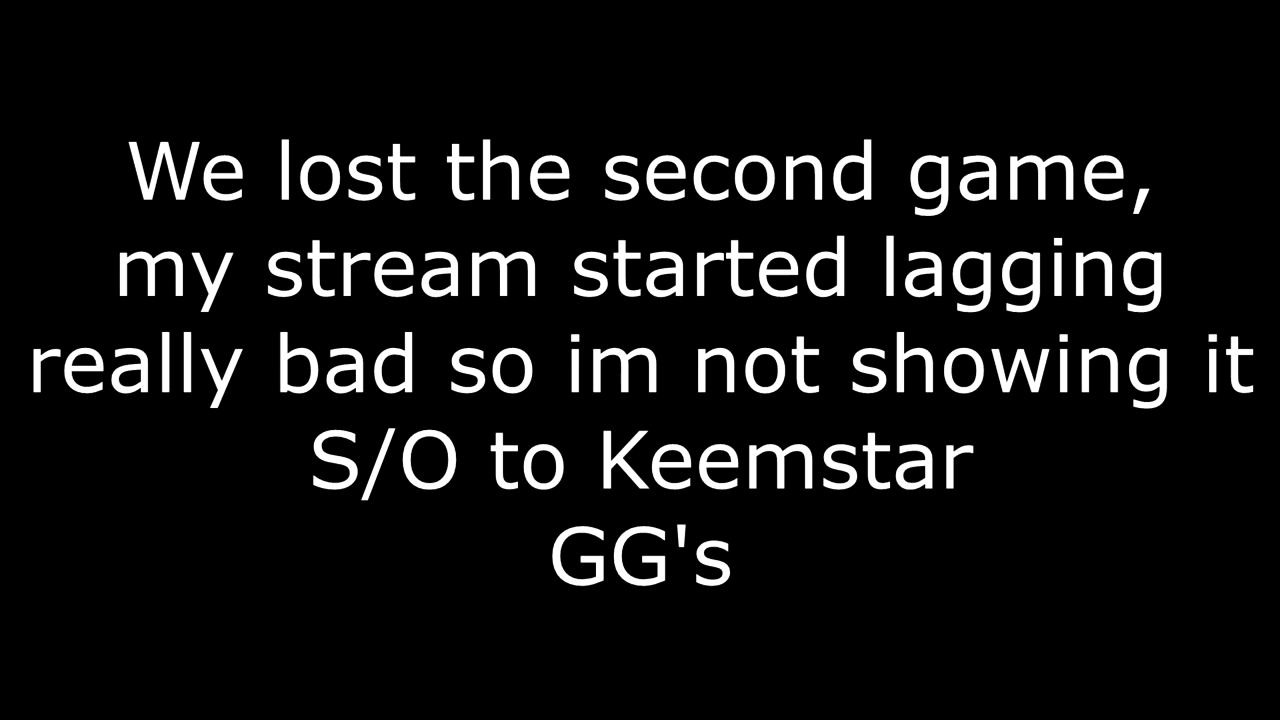 We lost the second game,
my stream started lagging
really bad so im not showing it
S/O to Keemstar
GG's